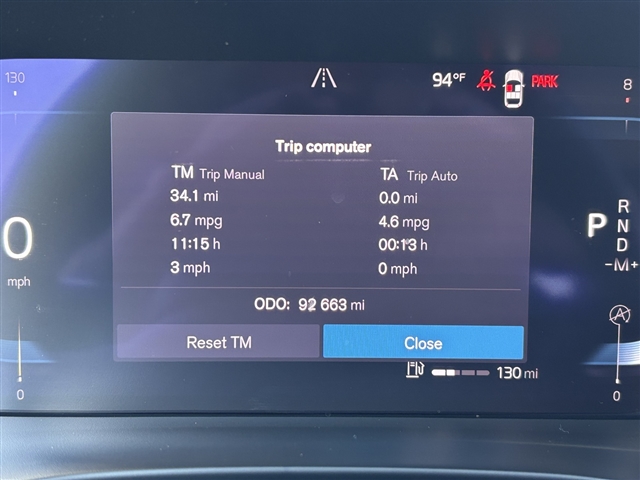 130
94°F
PARK
8
Trip computer
TM Trip Manual
TA Trip Auto
34.1 mi
0.0 mi
6.7 mpg
4.6 mpg
11:15 h
00:13 h
3 mph
0 mph
0
mph
P
R
N
D
-M+
ODO: 92 663 mi
Reset TM
Close
130 mi
0
0